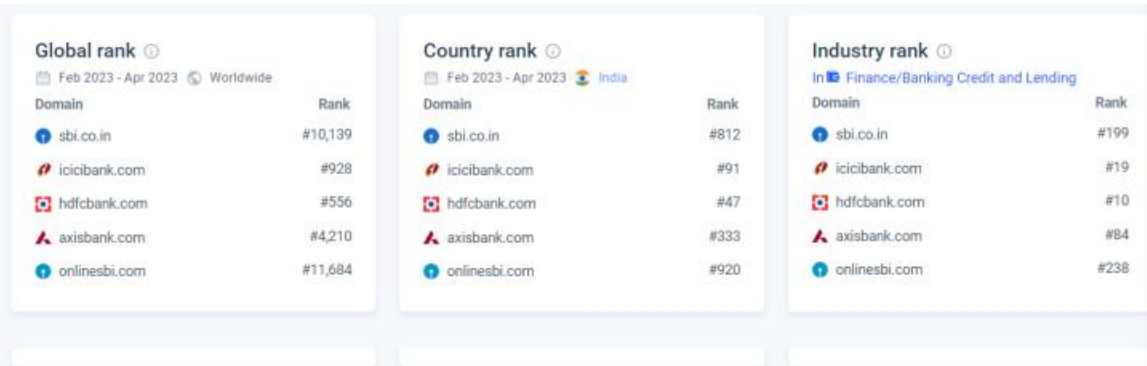 Global rank
Feb 2023 - Apr 2023 Worldwide
Domain Rank
sbi.co.in #10,139
icicibank.com #928
hdfcbank.com #556
axisbank.com #4,210
onlinesbi.com #11,684
Country rank
Feb 2023 - Apr 2023 India
Domain Rank
sbi.co.in #812
icicibank.com #91
hdfcbank.com #47
axisbank.com #333
onlinesbi.com #920
Industry rank
In Finance/Banking Credit and Lending
Domain Rank
sbi.co.in #199
icicibank.com #19
hdfcbank.com #10
axisbank.com #84
onlinesbi.com #238